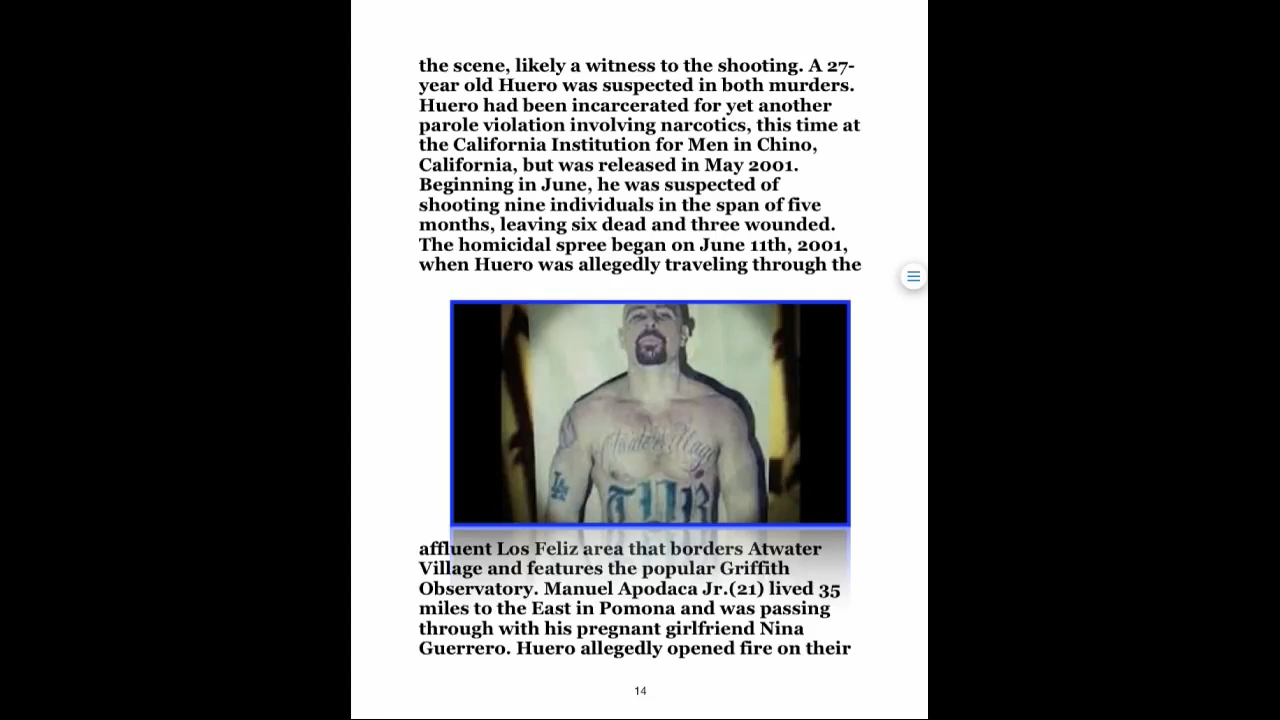 the scene, likely a witness to the shooting. A 27-
year old Huero was suspected in both murders.
Huero had been incarcerated for yet another
parole violation involving narcotics, this time at
the California Institution for Men in Chino,
California, but was released in May 2001.
Beginning in June, he was suspected of
shooting nine individuals in the span of five
months, leaving six dead and three wounded.
The homicidal spree began on June 11th, 2001,
when Huero was allegedly traveling through the
LA
affluent Los Feliz area that borders Atwater
Village and features the popular Griffith
Observatory. Manuel Apodaca Jr.(21) lived 35
miles to the East in Pomona and was passing
through with his pregnant girlfriend Nina
Guerrero. Huero allegedly opened fire on their
14